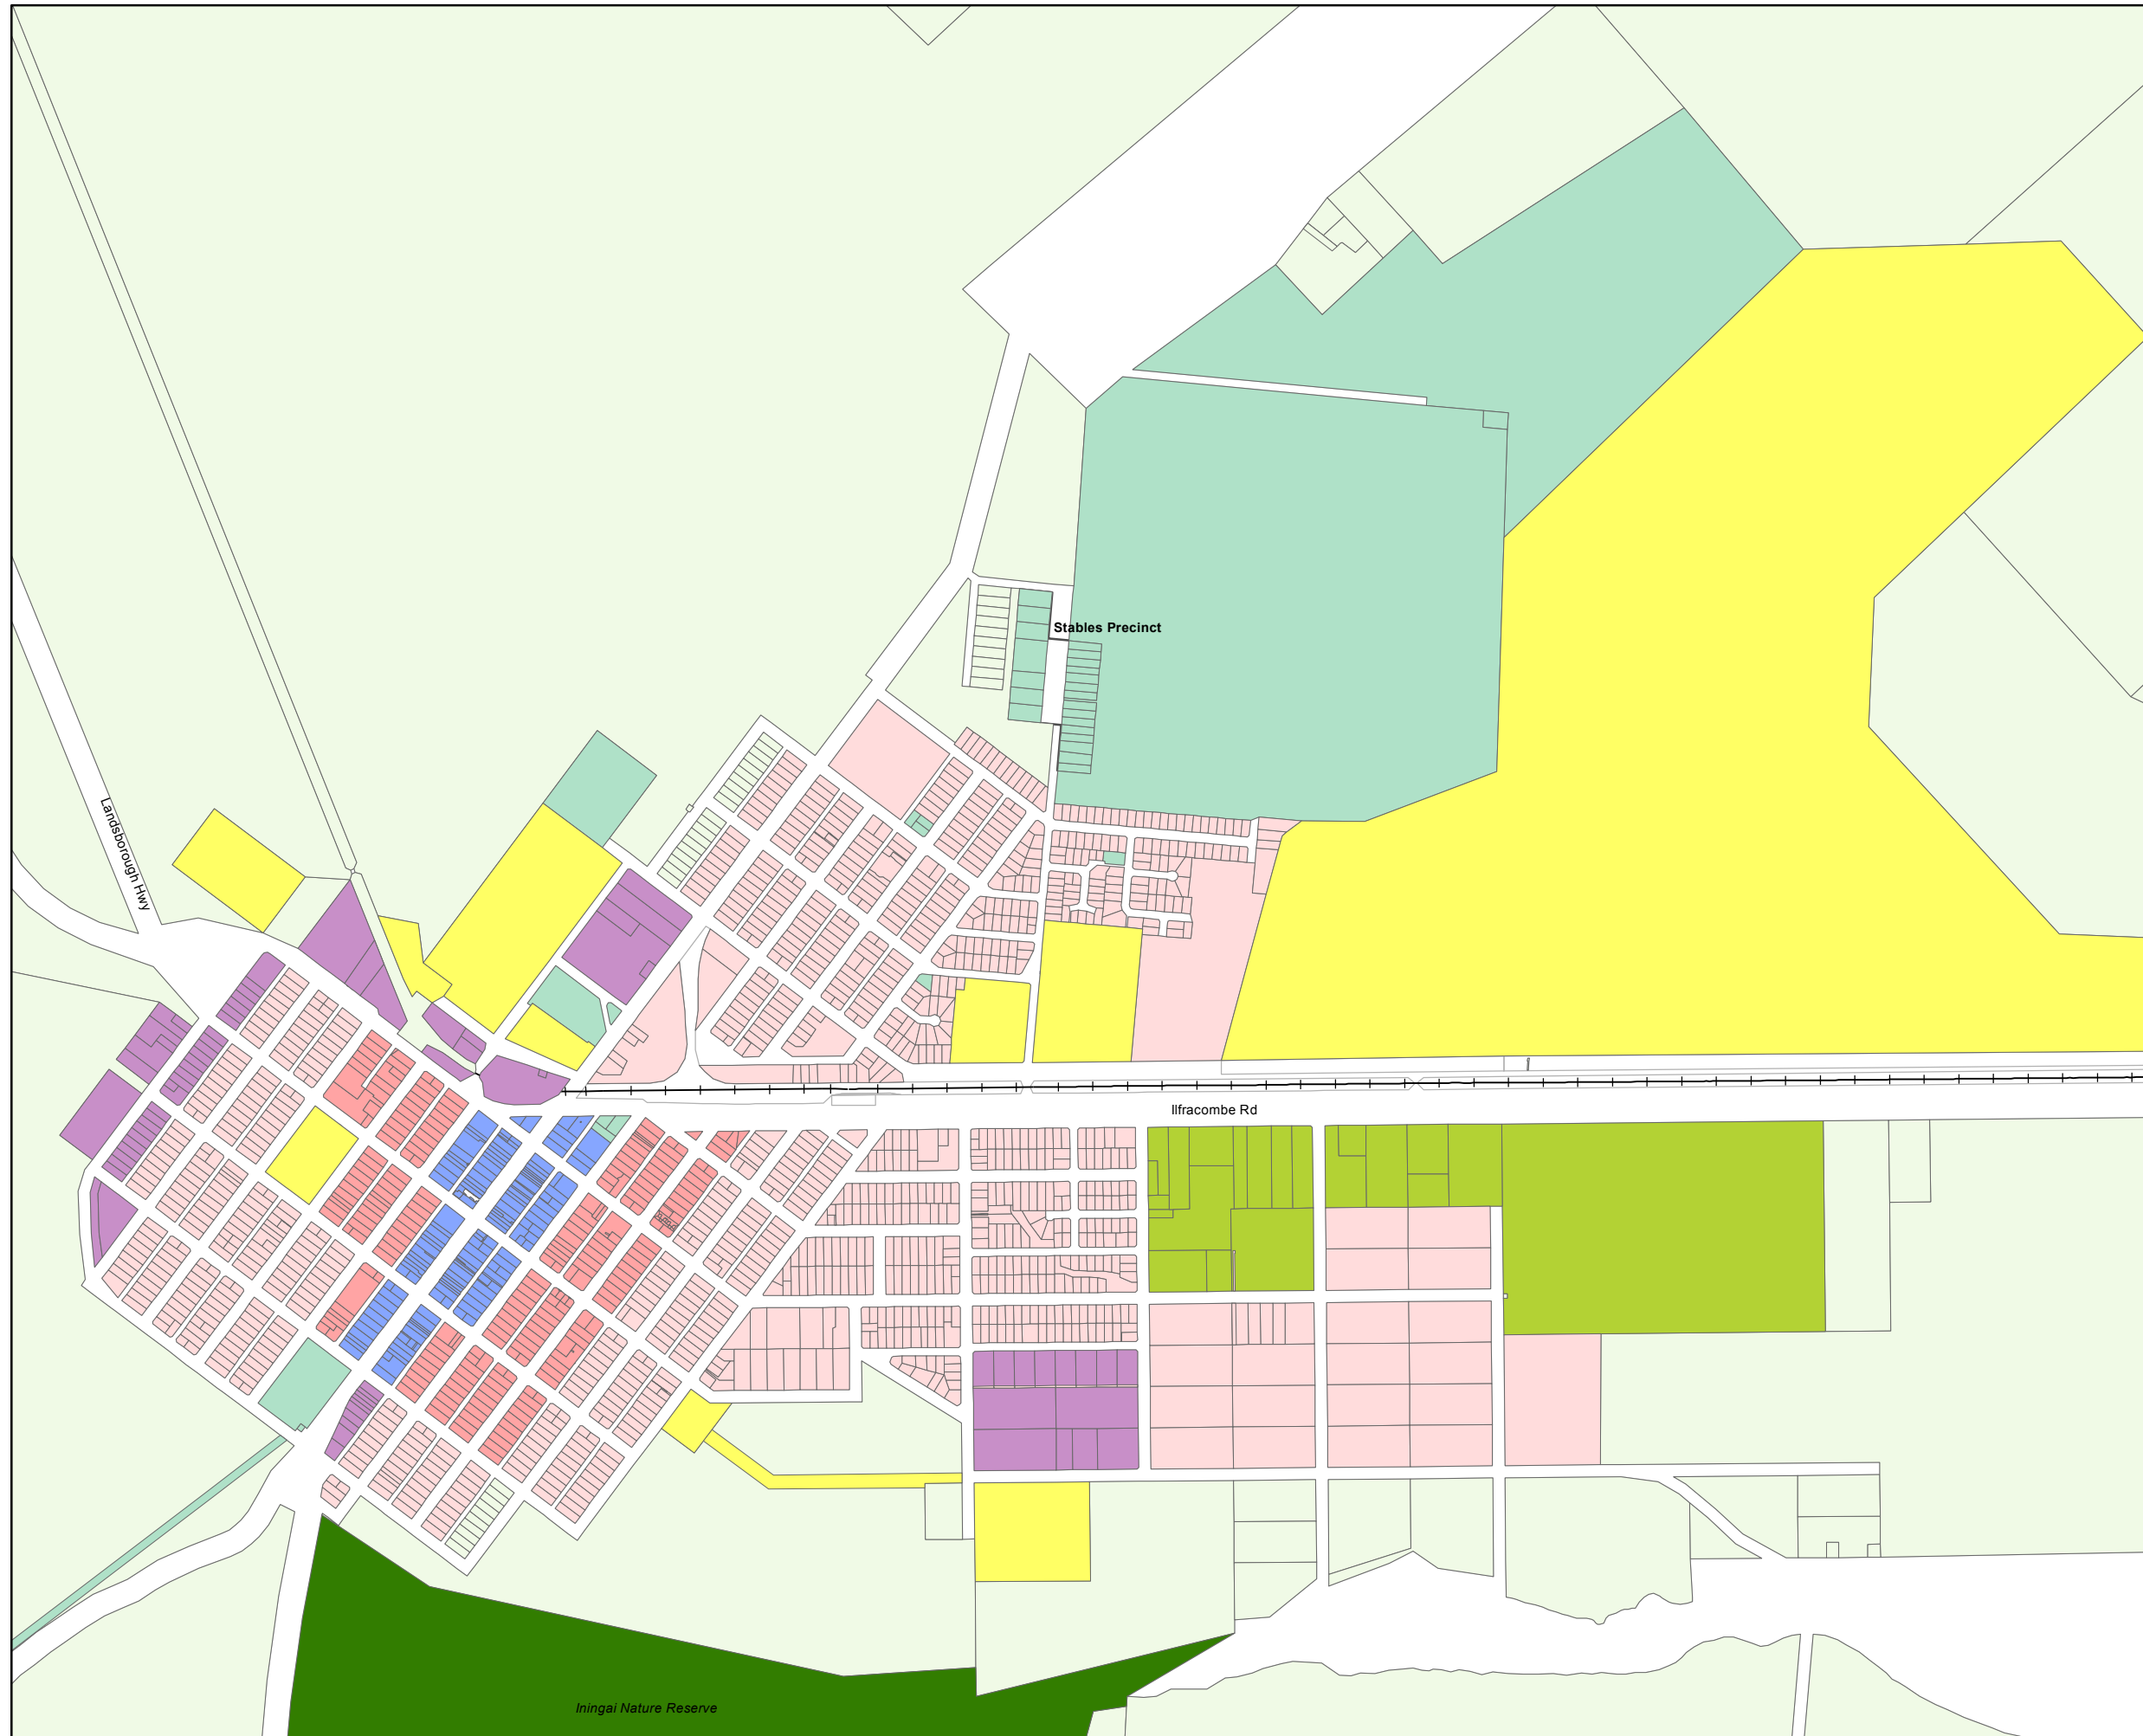 Stables Precinct
Landsborough Hwy
Ilfracombe Rd
Iningai Nature Reserve